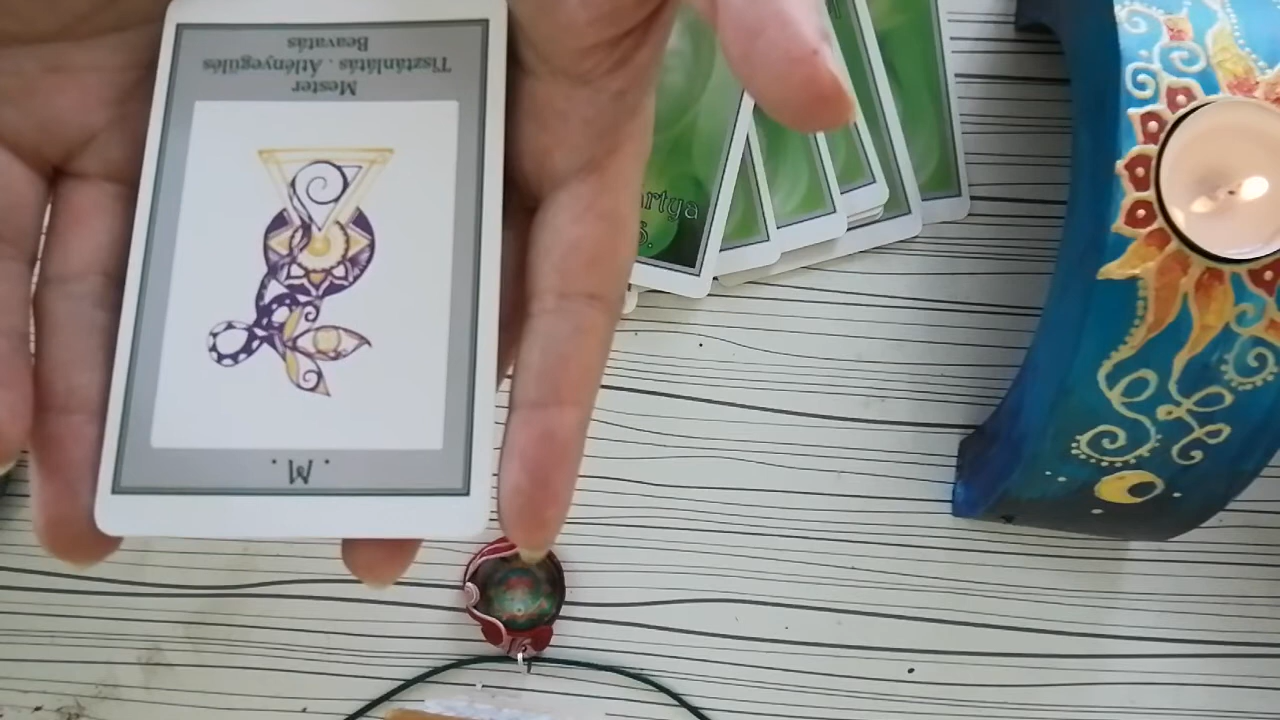 . M .
Mester
Tisztánlátás . Átlényegülés
Beavatás